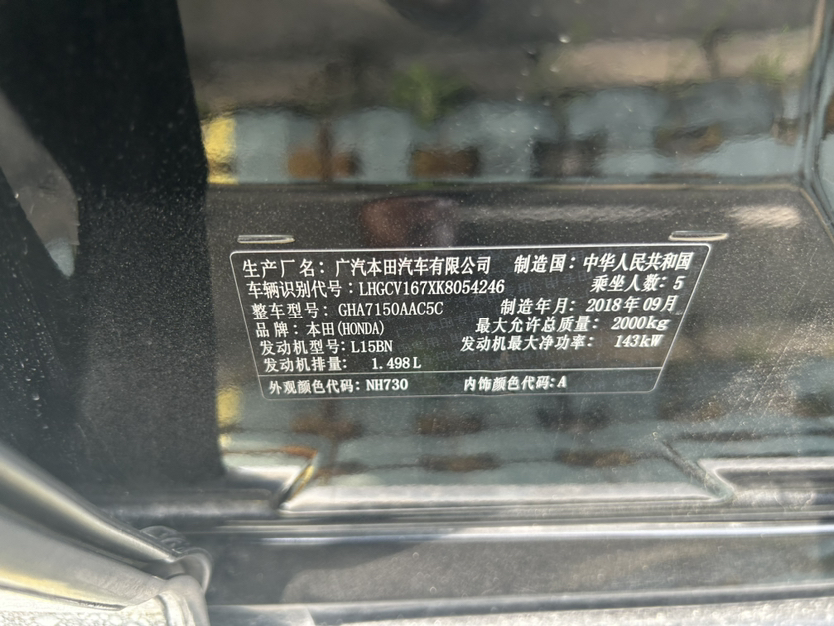 生产厂名：广汽本田汽车有限公司 制造国：中华人民共和国
车辆识别代号：LHGCV167XK8054246 乘坐人数：5
整车型号：GHA7150AAC5C 制造年月：2018年09月
品牌：本田(HONDA) 最大允许总质量：2000kg
发动机型号：L15BN 发动机最大净功率：143kW
发动机排量：1.498L
外观颜色代码：NH730 内饰颜色代码：A